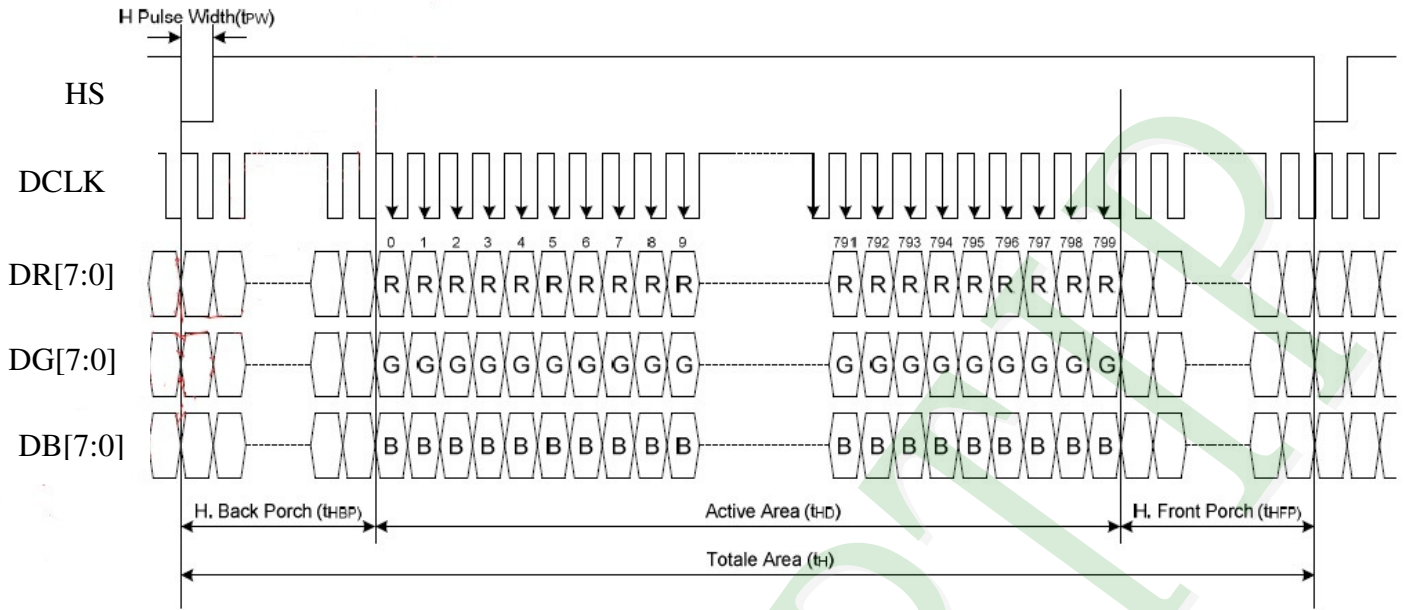 H Pulse Width(tPW)
HS
DCLK
0 1 2 3 4 5 6 7 8 9 791 792 793 794 795 796 797 798 799
DR[7:0] R R R R R R R R R R R R R R R R R R R
DG[7:0] G G G G G G G G G G G G G G G G G G G
DB[7:0] B B B B B B B B B B B B B B B B B B B
H. Back Porch (tHBP) Active Area (tHD) H. Front Porch (tHFP)
Totale Area (tH)